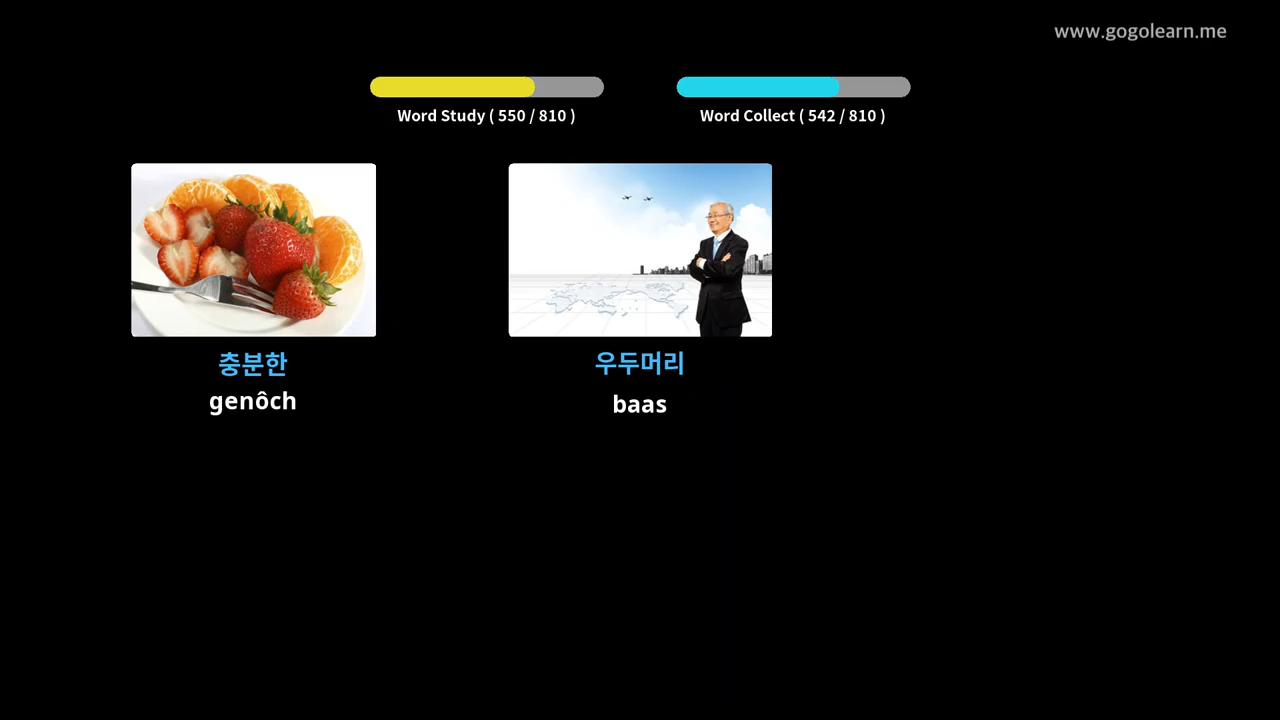 www.gogolearn.me
Word Study ( 550 / 810 )
Word Collect ( 542 / 810 )
충분한
genôch
우두머리
baas